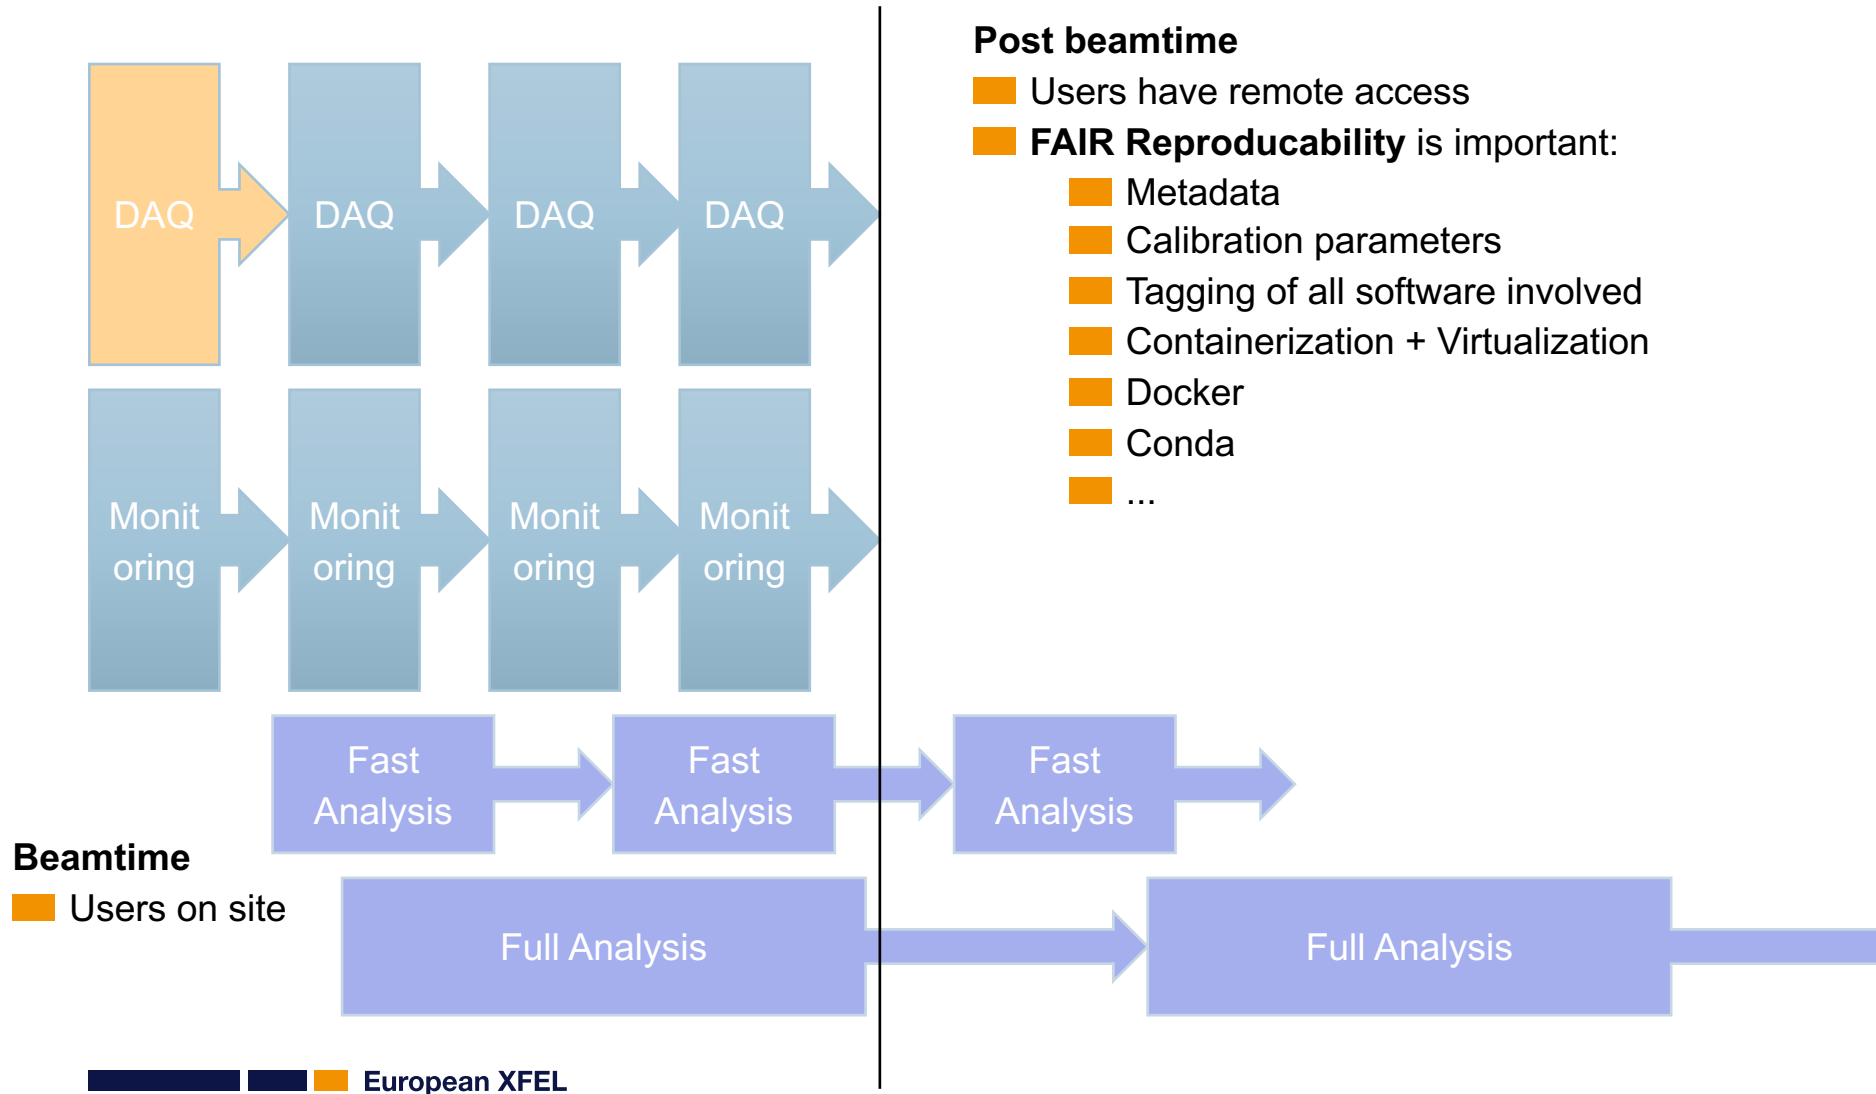 Post beamtime
Users have remote access
FAIR Reproducability is important:
Metadata
Calibration parameters
Tagging of all software involved
Containerization + Virtualization
Docker
Conda
...
DAQ
DAQ
DAQ
DAQ
Monit
oring
Monit
oring
Monit
oring
Monit
oring
Fast
Analysis
Fast
Analysis
Fast
Analysis
Beamtime
Users on site
Full Analysis
Full Analysis
European XFEL